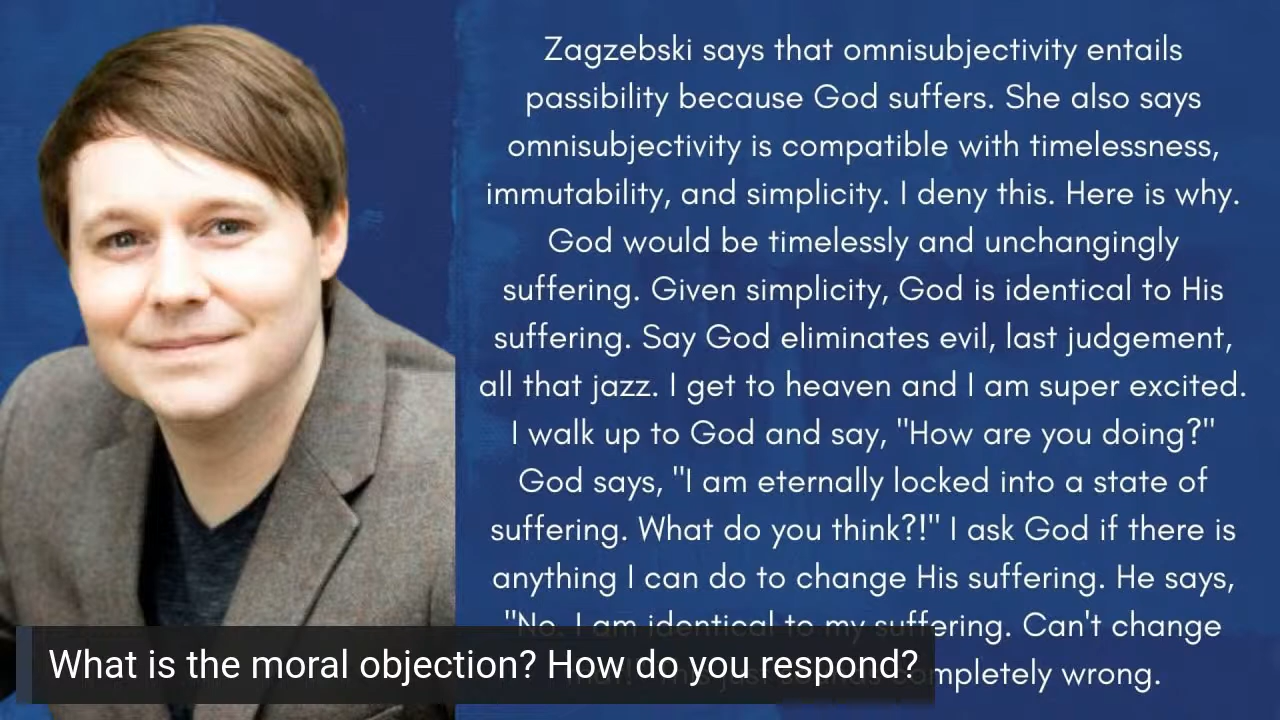 Zagzebski says that omnisubjectivity entails
passibility because God suffers. She also says
omnisubjectivity is compatible with timelessness,
immutability, and simplicity. I deny this. Here is why.
God would be timelessly and unchangingly
suffering. Given simplicity, God is identical to His
suffering. Say God eliminates evil, last judgement,
all that jazz. I get to heaven and I am super excited.
I walk up to God and say, "How are you doing?"
God says, "I am eternally locked into a state of
suffering. What do you think?!" I ask God if there is
anything I can do to change His suffering. He says,
"No. I am identical to my suffering. Can't change
completely wrong.
What is the moral objection? How do you respond?